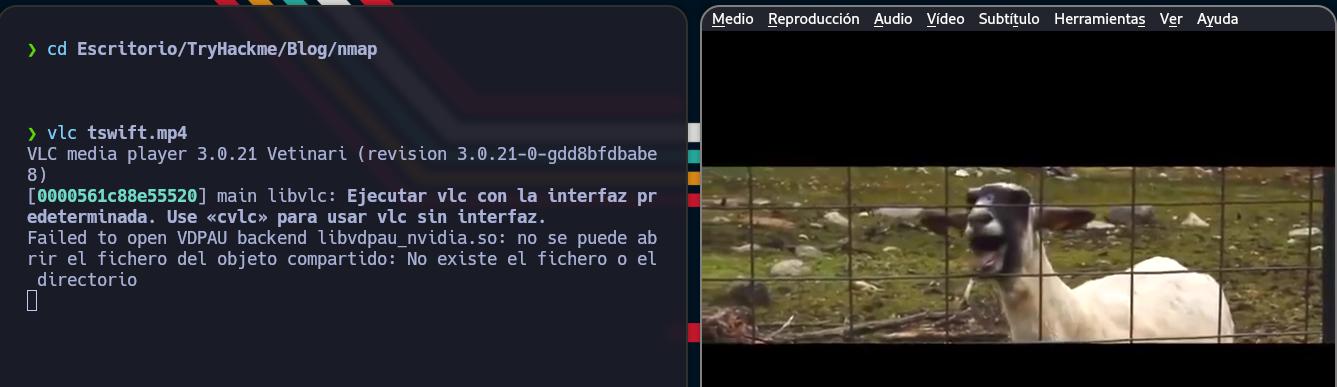 ❯ cd Escritorio/TryHackme/Blog/nmap
❯ vlc tswift.mp4
VLC media player 3.0.21 Vetinari (revision 3.0.21-0-gdd8bfdbabe
8)
[0000561c88e55520] main libvlc: Ejecutar vlc con la interfaz pr
edeterminada. Use «cvlc» para usar vlc sin interfaz.
Failed to open VDPAU backend libvdpau_nvidia.so: no se puede ab
rir el fichero del objeto compartido: No existe el fichero o el
 directorio
Medio Reproducción Audio Vídeo Subtítulo Herramientas Ver Ayuda